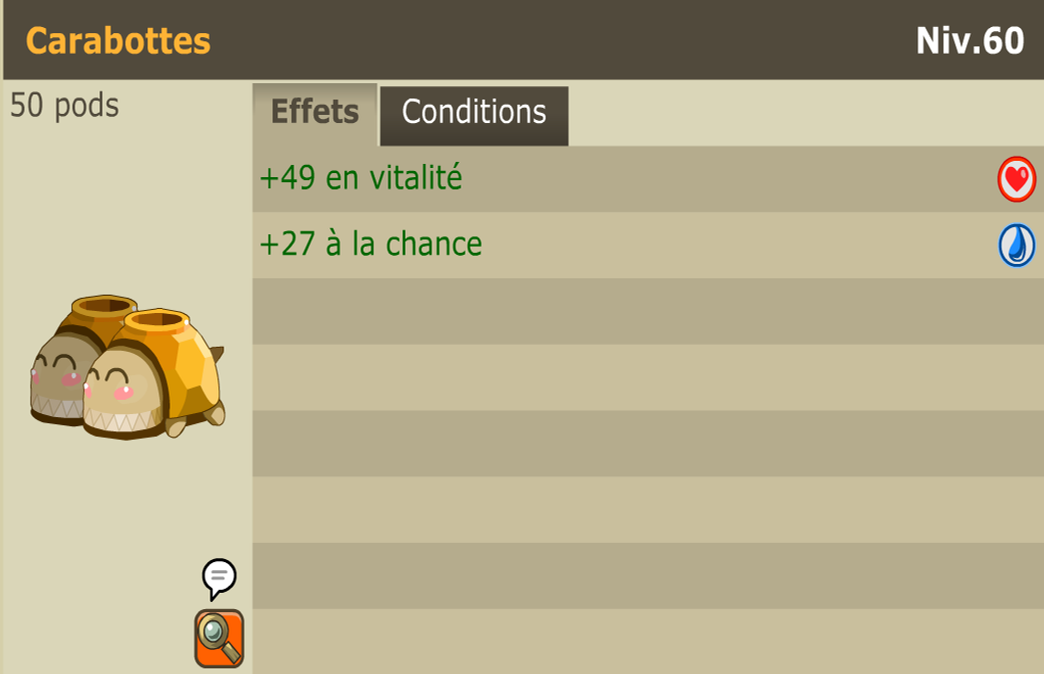 Carabottes
Niv.60
50 pods
Effets
Conditions
+49 en vitalité
+27 à la chance